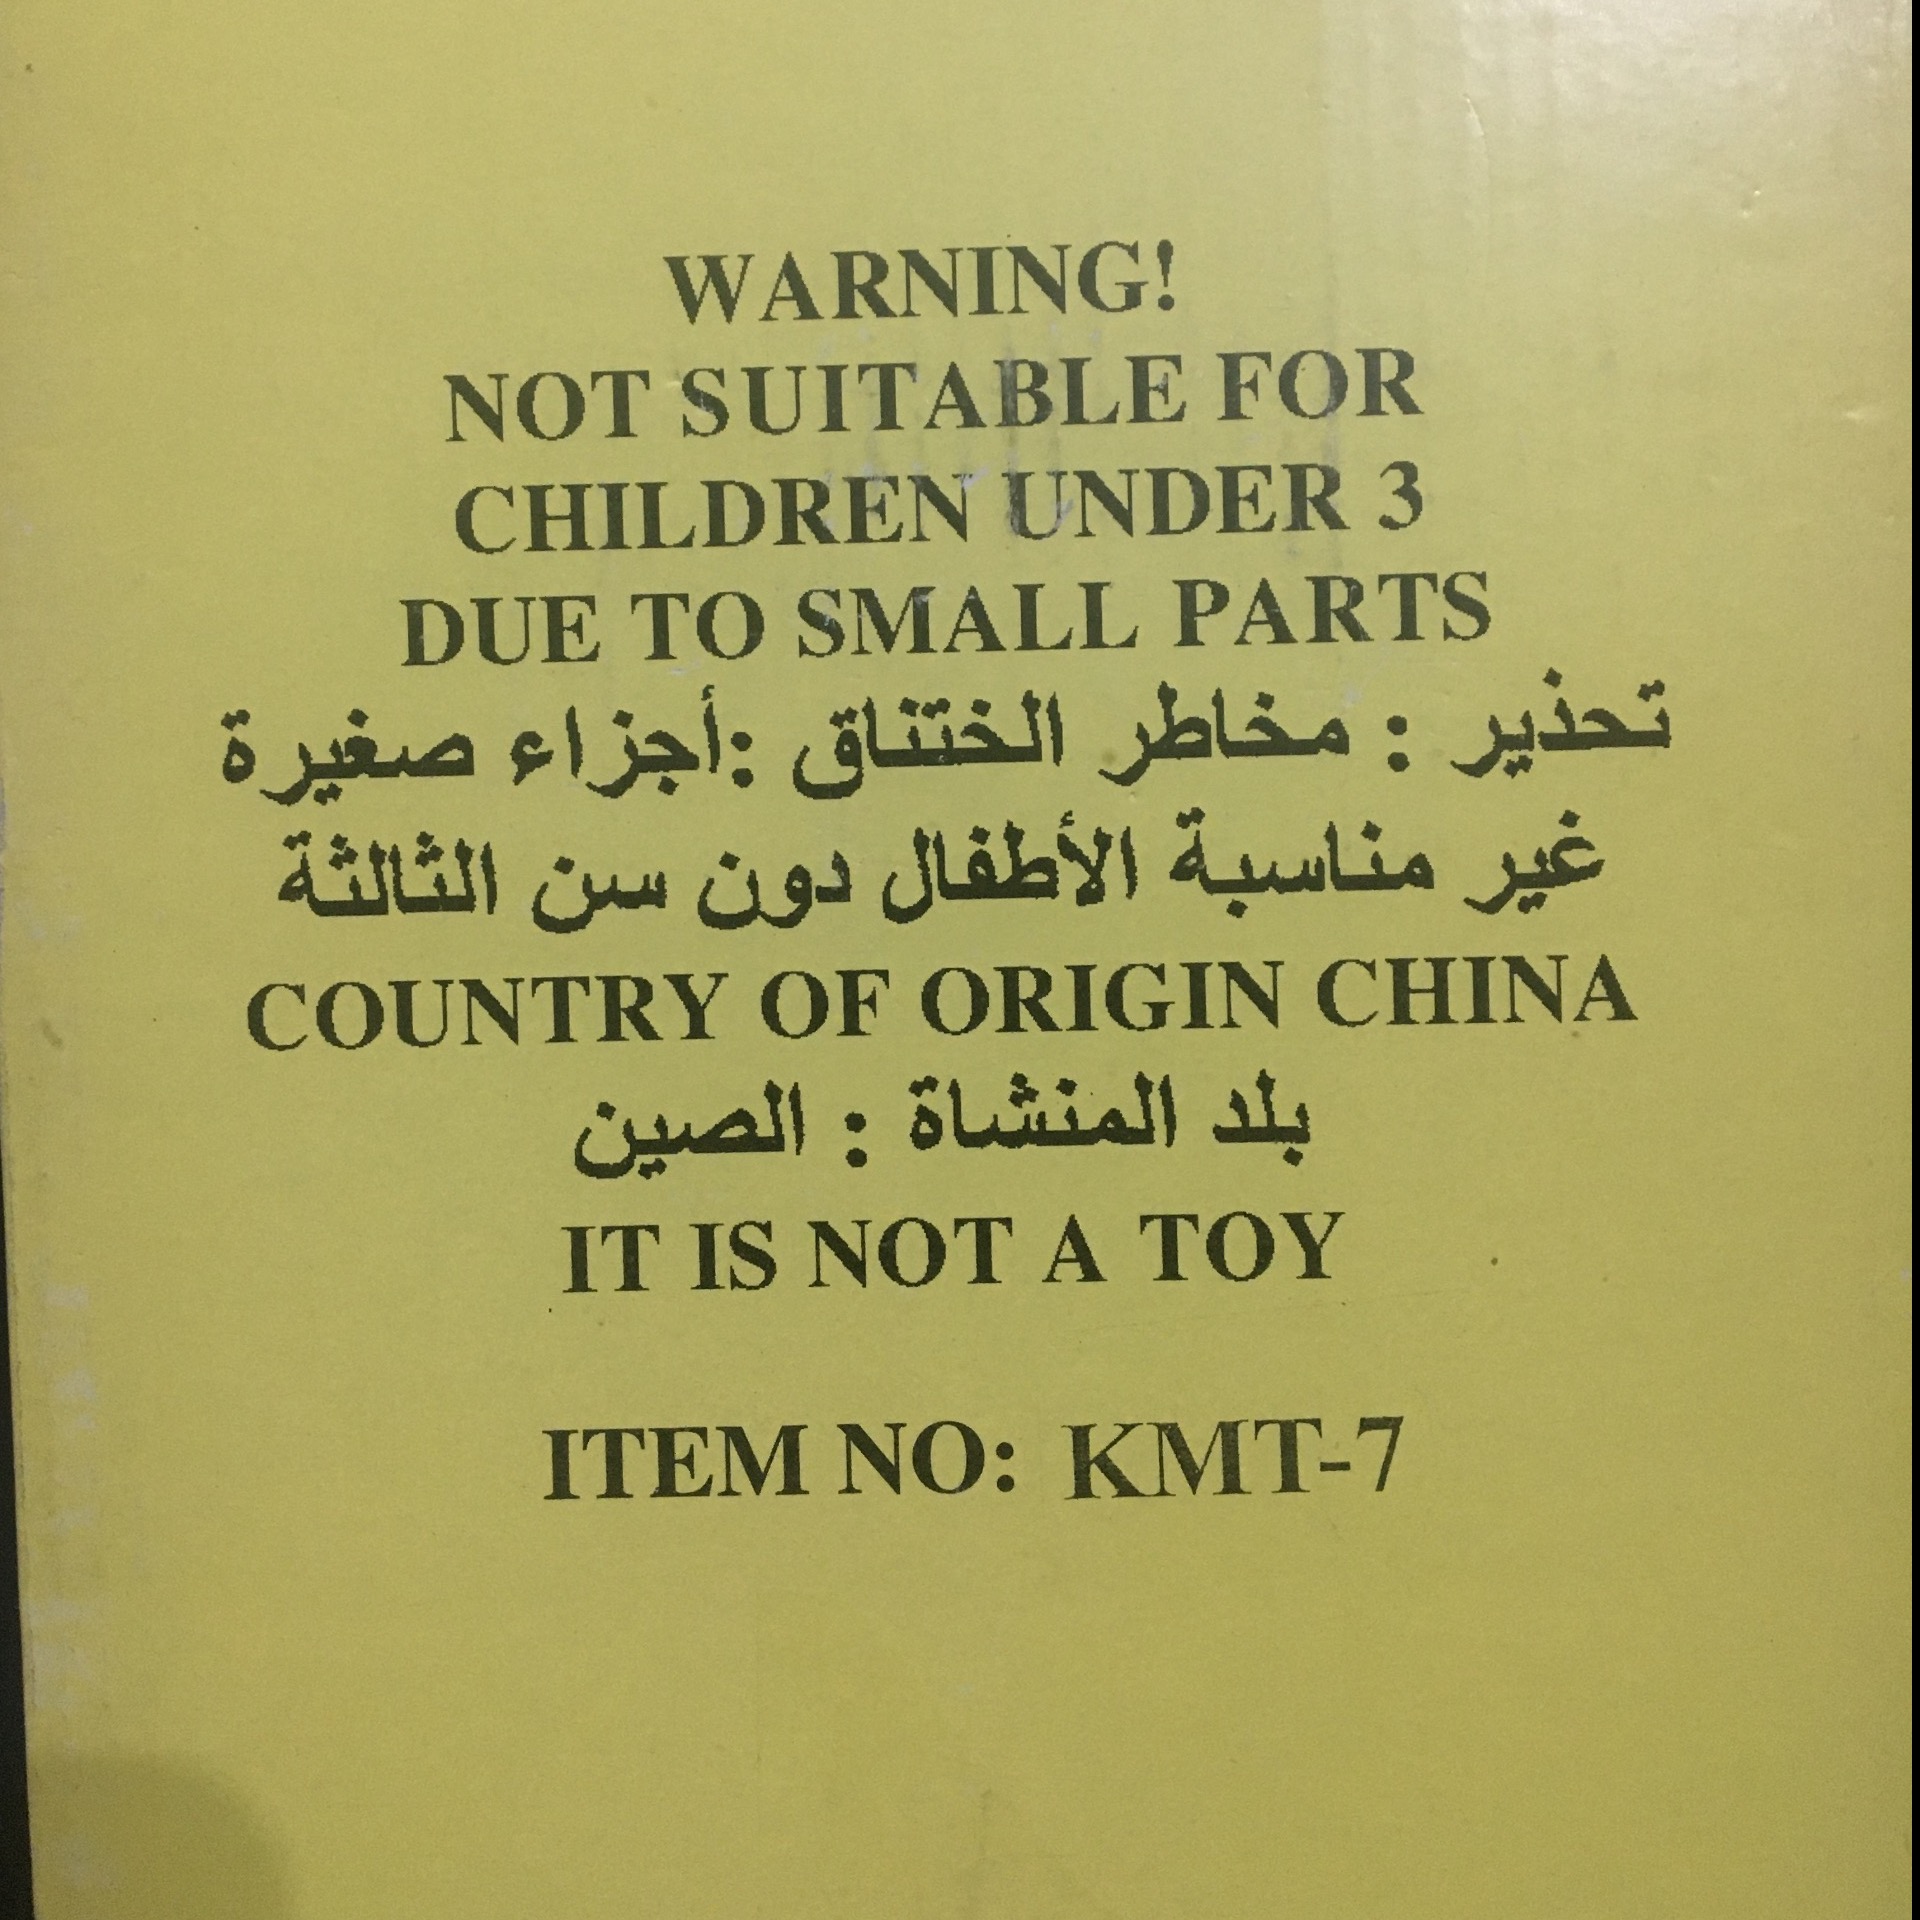 WARNING!
NOT SUITABLE FOR
CHILDREN UNDER 3
DUE TO SMALL PARTS
تحذير : مخاطر الختناق :أجزاء صغيرة
غير مناسبة الأطفال دون سن الثالثة
COUNTRY OF ORIGIN CHINA
بلد المنشاة : الصين
IT IS NOT A TOY
ITEM NO: KMT-7